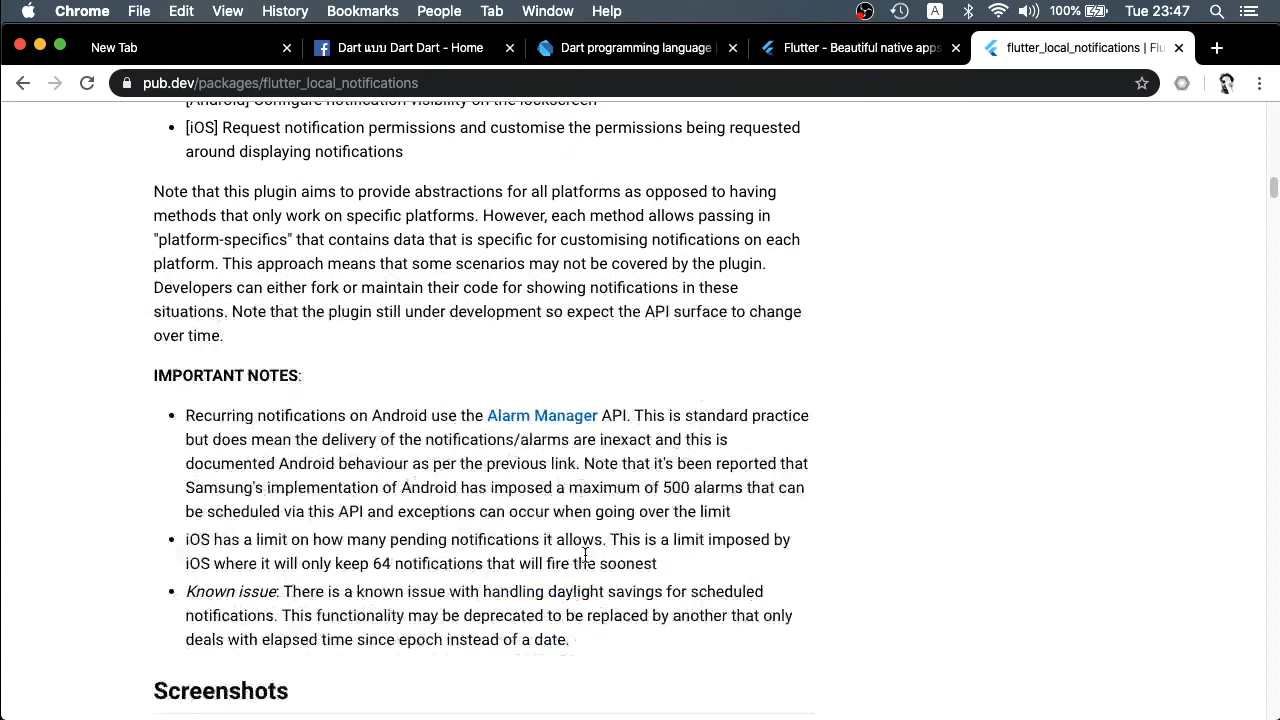 Chrome File Edit View History Bookmarks People Tab Window Help A 100% Tue 23:47
New Tab Dart แบบ Dart Dart - Home Dart programming language Flutter - Beautiful native apps flutter_local_notifications | Flu
pub.dev/packages/flutter_local_notifications
[Android] Configure notification visibility on the lockscreen
• [iOS] Request notification permissions and customise the permissions being requested
around displaying notifications
Note that this plugin aims to provide abstractions for all platforms as opposed to having
methods that only work on specific platforms. However, each method allows passing in
"platform-specifics" that contains data that is specific for customising notifications on each
platform. This approach means that some scenarios may not be covered by the plugin.
Developers can either fork or maintain their code for showing notifications in these
situations. Note that the plugin still under development so expect the API surface to change
over time.
IMPORTANT NOTES:
• Recurring notifications on Android use the Alarm Manager API. This is standard practice
but does mean the delivery of the notifications/alarms are inexact and this is
documented Android behaviour as per the previous link. Note that it's been reported that
Samsung's implementation of Android has imposed a maximum of 500 alarms that can
be scheduled via this API and exceptions can occur when going over the limit
• iOS has a limit on how many pending notifications it allows. This is a limit imposed by
iOS where it will only keep 64 notifications that will fire the soonest
• Known issue: There is a known issue with handling daylight savings for scheduled
notifications. This functionality may be deprecated to be replaced by another that only
deals with elapsed time since epoch instead of a date.
Screenshots